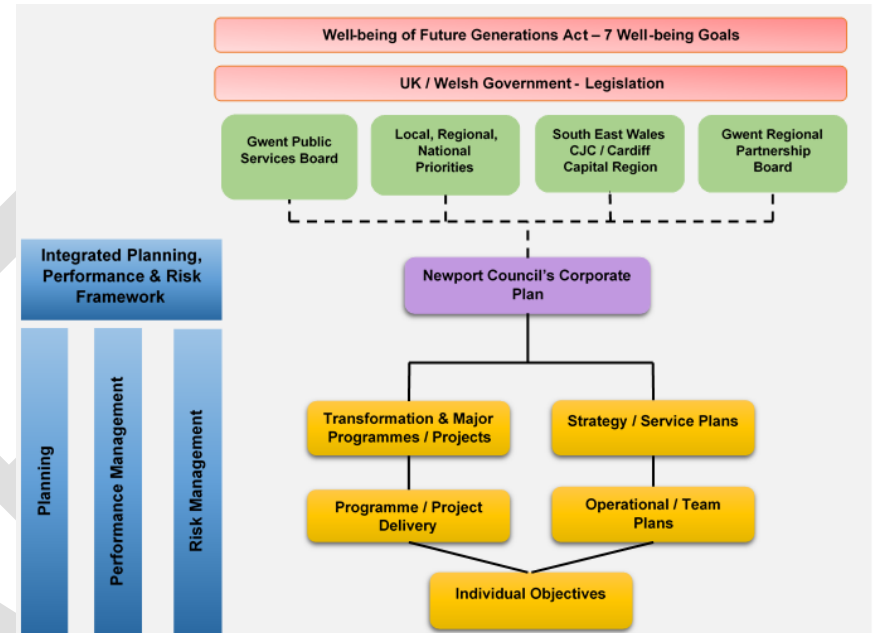 Well-being of Future Generations Act – 7 Well-being Goals
UK / Welsh Government - Legislation
Gwent Public
Services Board
Local, Regional,
National
Priorities
South East Wales
CJC / Cardiff
Capital Region
Gwent Regional
Partnership
Board
Integrated Planning,
Performance & Risk
Framework
Newport Council's Corporate
Plan
Planning
Performance Management
Risk Management
Transformation & Major
Programmes / Projects
Strategy / Service Plans
Programme / Project
Delivery
Operational / Team
Plans
Individual Objectives